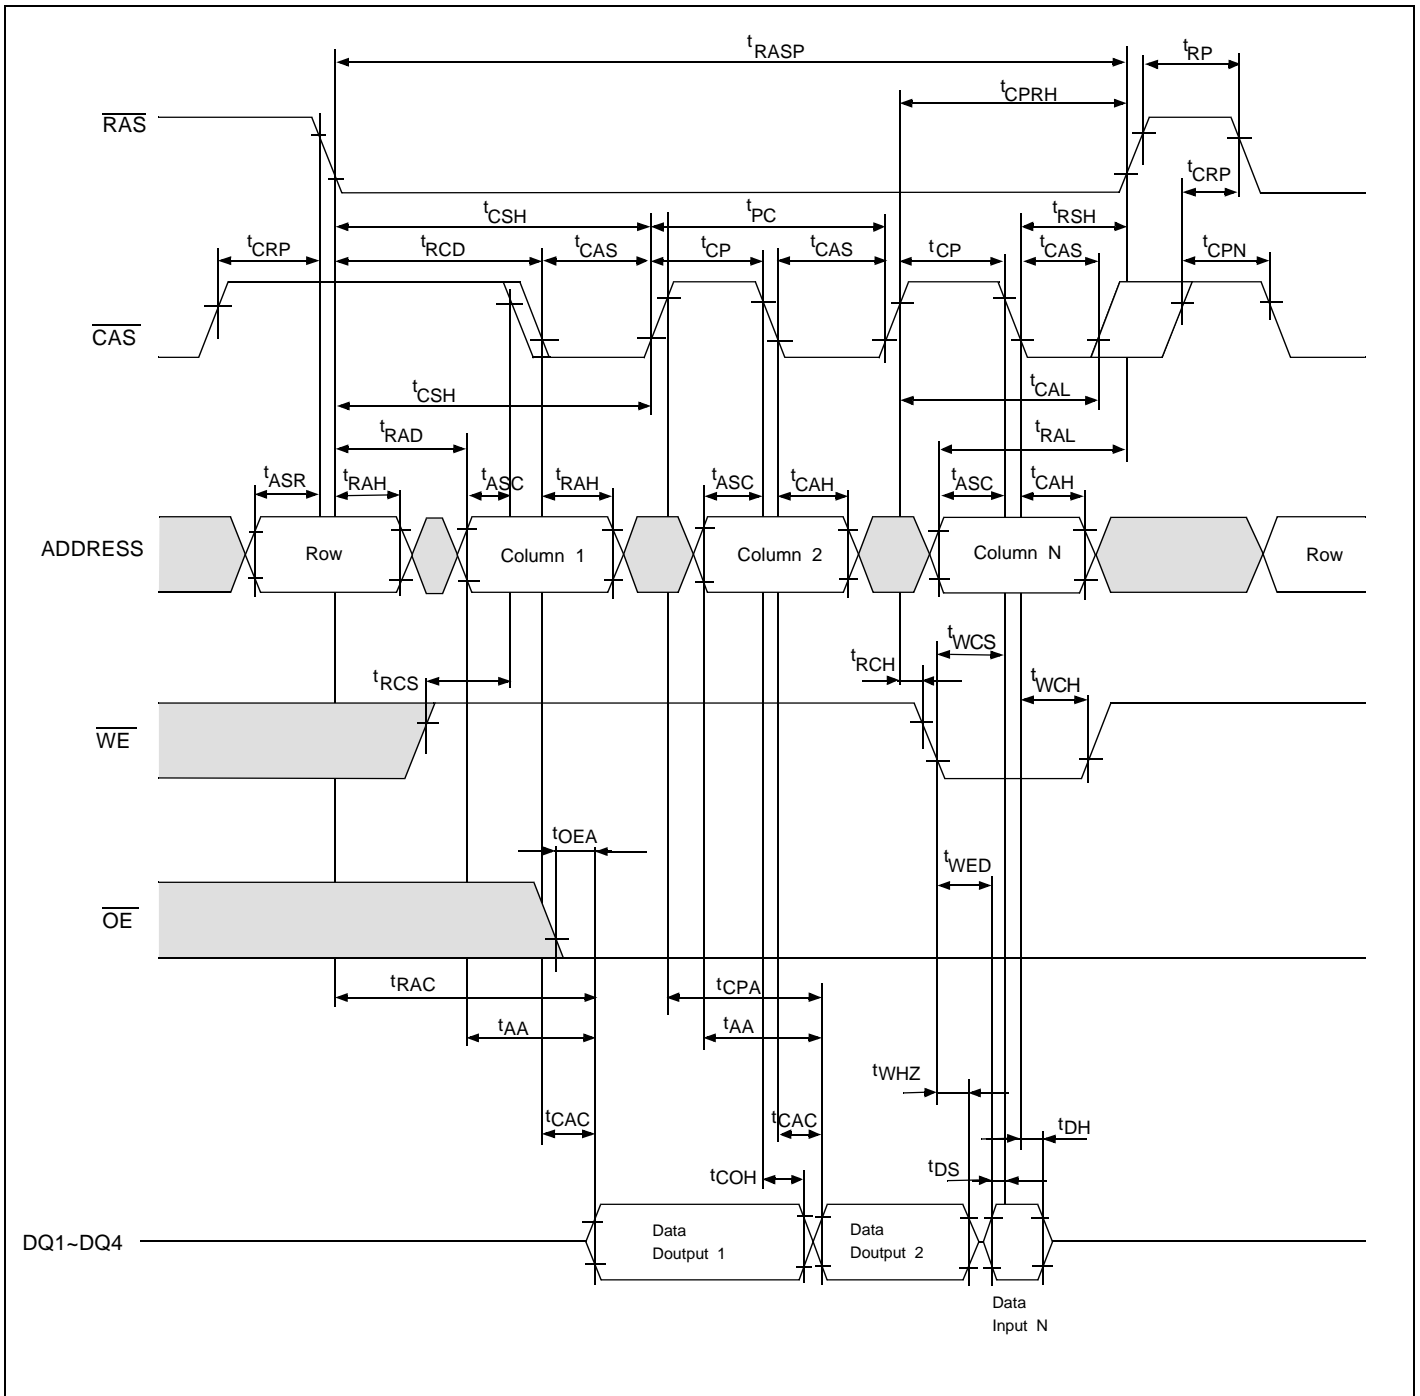 tRASP
tRP
tCPRH
RAS
tCRP
tCSH
tPC
tRSH
tCRP
tRCD
tCAS
tCP
tCAS
tCP
tCAS
tCPN
CAS
tCSH
tCAL
tRAD
tRAL
tASR
tRAH
tASC
tRAH
tASC
tCAH
tASC
tCAH
ADDRESS
Row
Column 1
Column 2
Column N
Row
tWCS
tRCH
tRCS
tWCH
WE
tOEA
tWED
OE
tRAC
tCPA
tAA
tAA
tWHZ
tCAC
tCAC
tDH
tCOH
tDS
DQ1~DQ4
Data
Doutput 1
Data
Doutput 2
Data
Input N